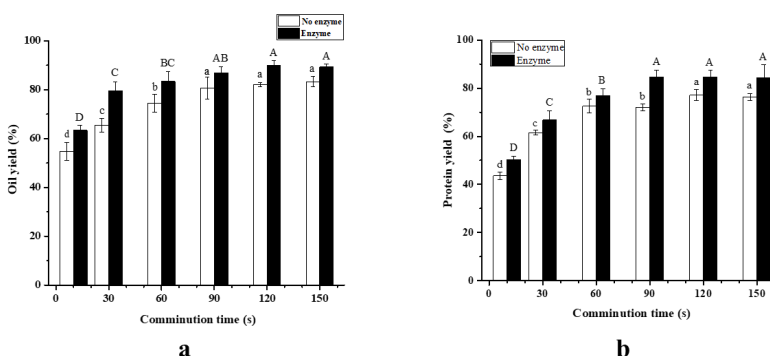 No enzyme
Enzyme
100
80
60
40
20
0
Oil yield (%)
d
D
c
C
b
BC
a
AB
a
A
a
A
0 30 60 90 120 150
Comminution time (s)
a
No enzyme
Enzyme
100
80
60
40
20
0
Protein yield (%)
d
D
c
C
b
B
b
A
a
A
a
A
0 30 60 90 120 150
Comminution time (s)
b